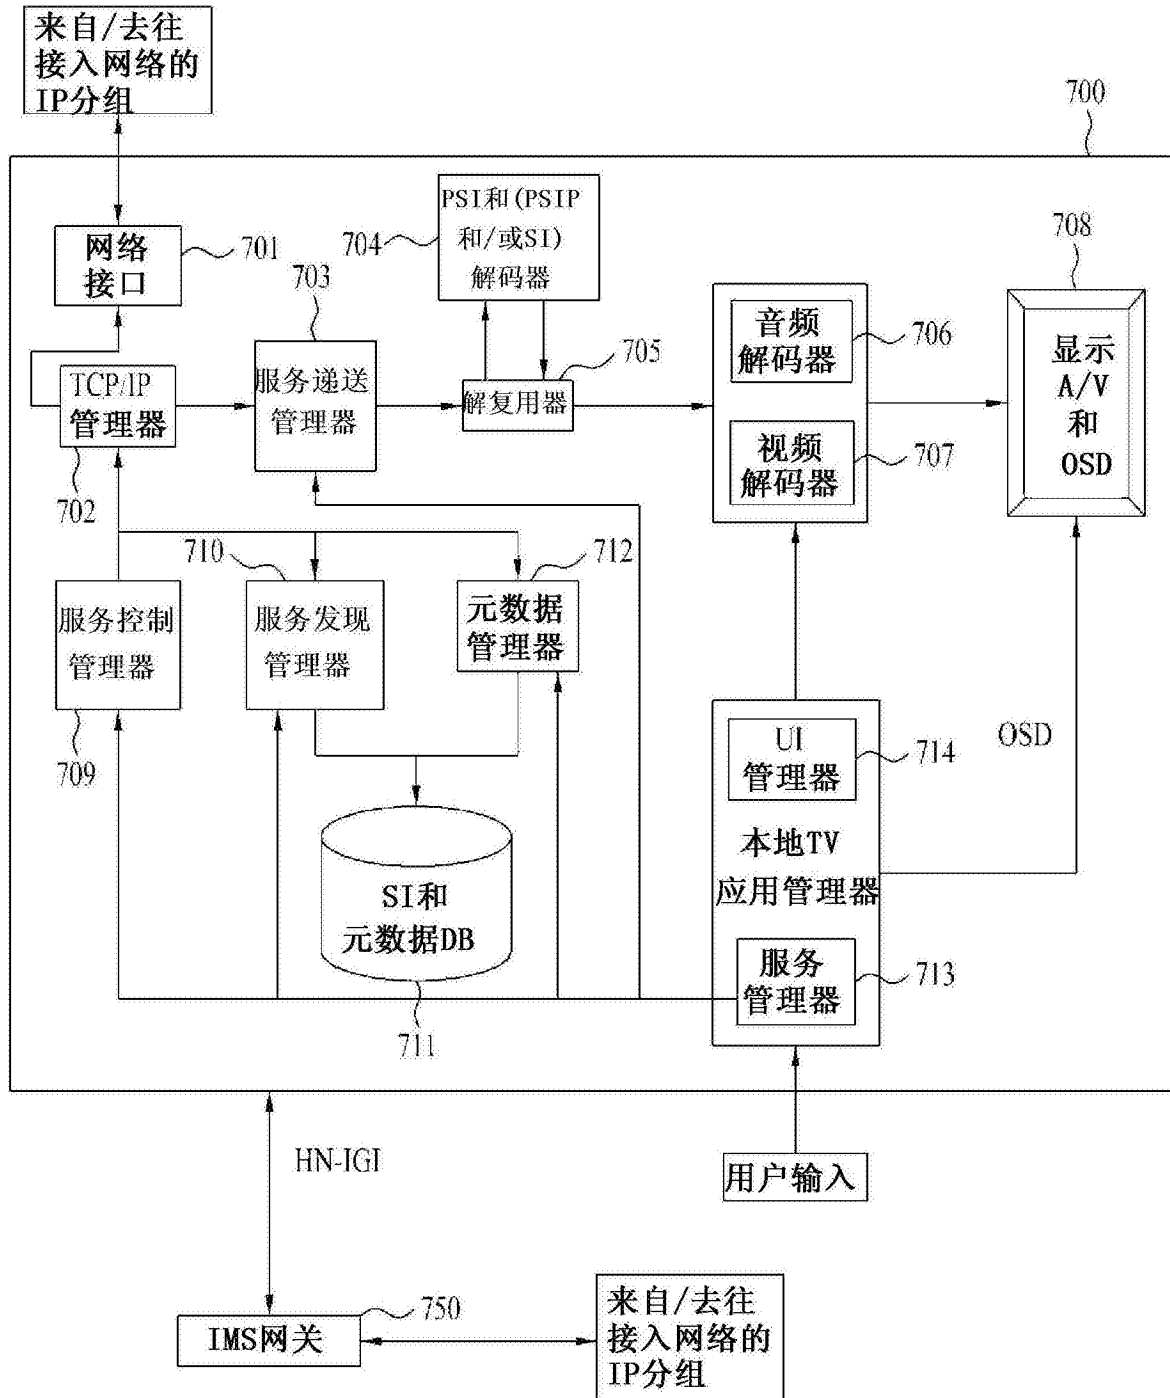 来自/去往
接入网络的
IP分组
700
网络
接口
701
PSI和(PSIP
和/或SI)
解码器
704
703
708
音频
解码器
706
显示
A/V
和
OSD
TCP/IP
管理器
702
服务递送
管理器
705
解复用器
视频
解码器
707
710
712
服务控制
管理器
709
服务发现
管理器
元数据
管理器
UI
管理器
714
OSD
本地TV
应用管理器
SI和
元数据DB
711
服务
管理器
713
HN-IGI
用户输入
750
IMS网关
来自/去往
接入网络的
IP分组